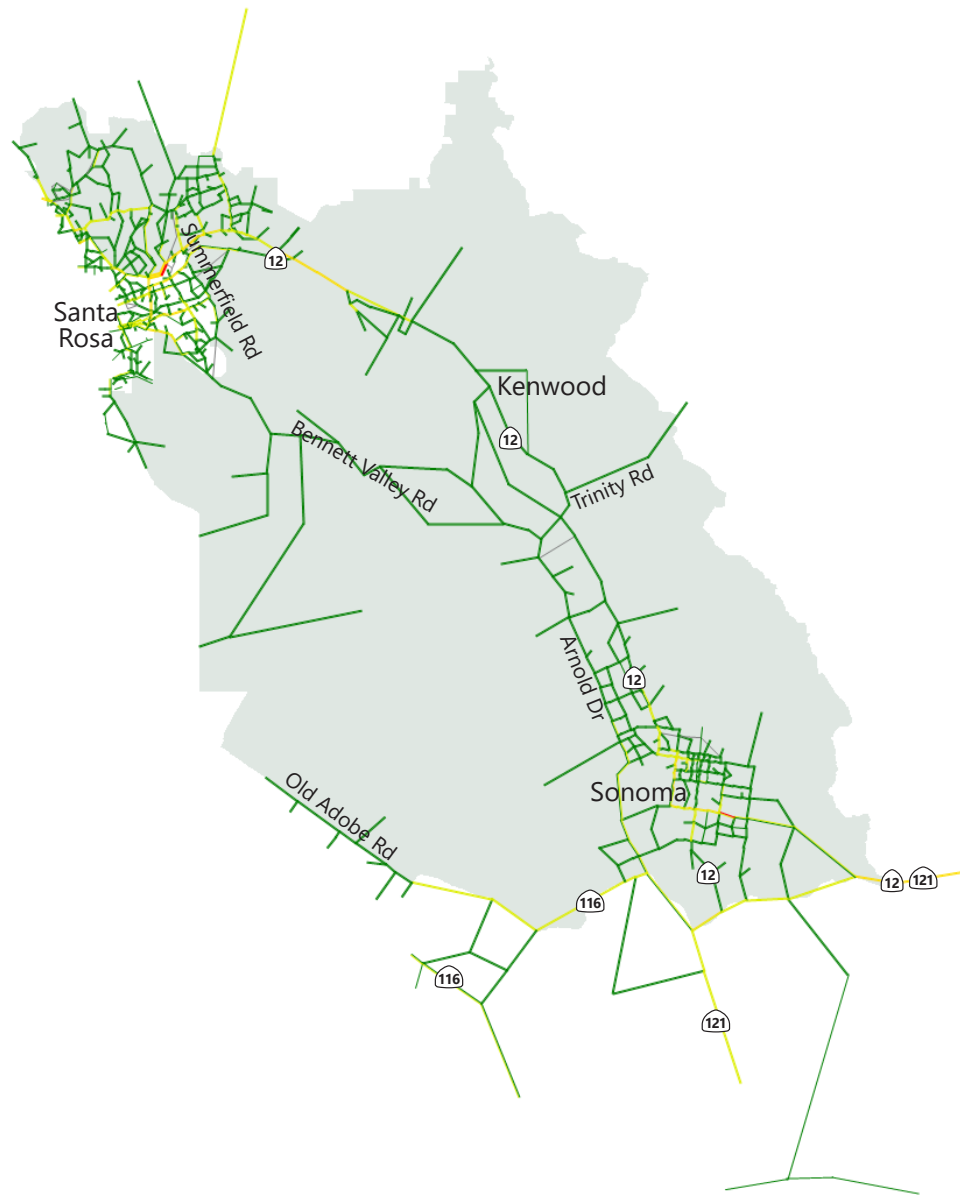 Summerfield Rd
12
Santa
Rosa
Kenwood
12
Bennett Valley Rd
Trinity Rd
Arnold Dr
12
Sonoma
Old Adobe Rd
12
12
121
116
116
121